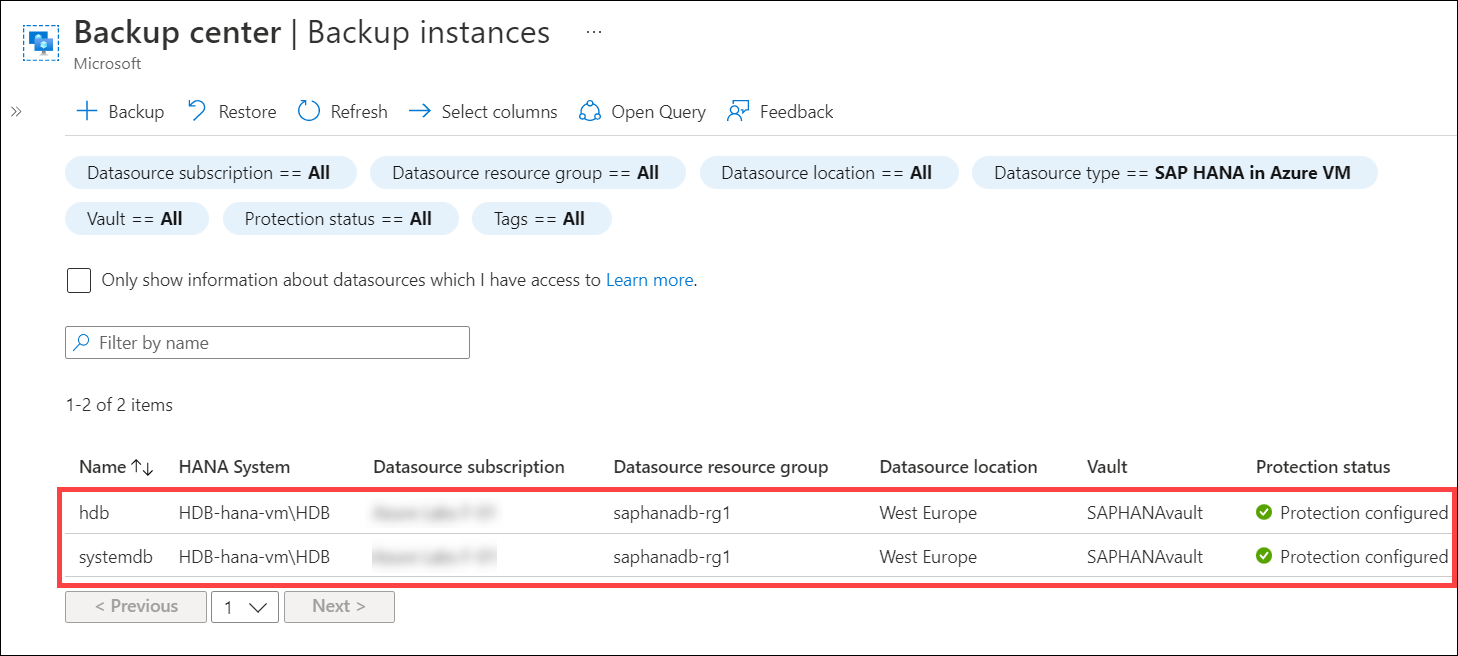 Backup center | Backup instances ...
Microsoft
» Backup Restore Refresh Select columns Open Query Feedback
Datasource subscription == All Datasource resource group == All Datasource location == All Datasource type == SAP HANA in Azure VM
Vault == All Protection status == All Tags == All
Only show information about datasources which I have access to Learn more.
Filter by name
1-2 of 2 items
Name ↑↓ HANA System Datasource subscription Datasource resource group Datasource location Vault Protection status
hdb HDB-hana-vm\HDB saphanadb-rg1 West Europe SAPHANAvault Protection configured
systemdb HDB-hana-vm\HDB saphanadb-rg1 West Europe SAPHANAvault Protection configured
< Previous 1 Next >